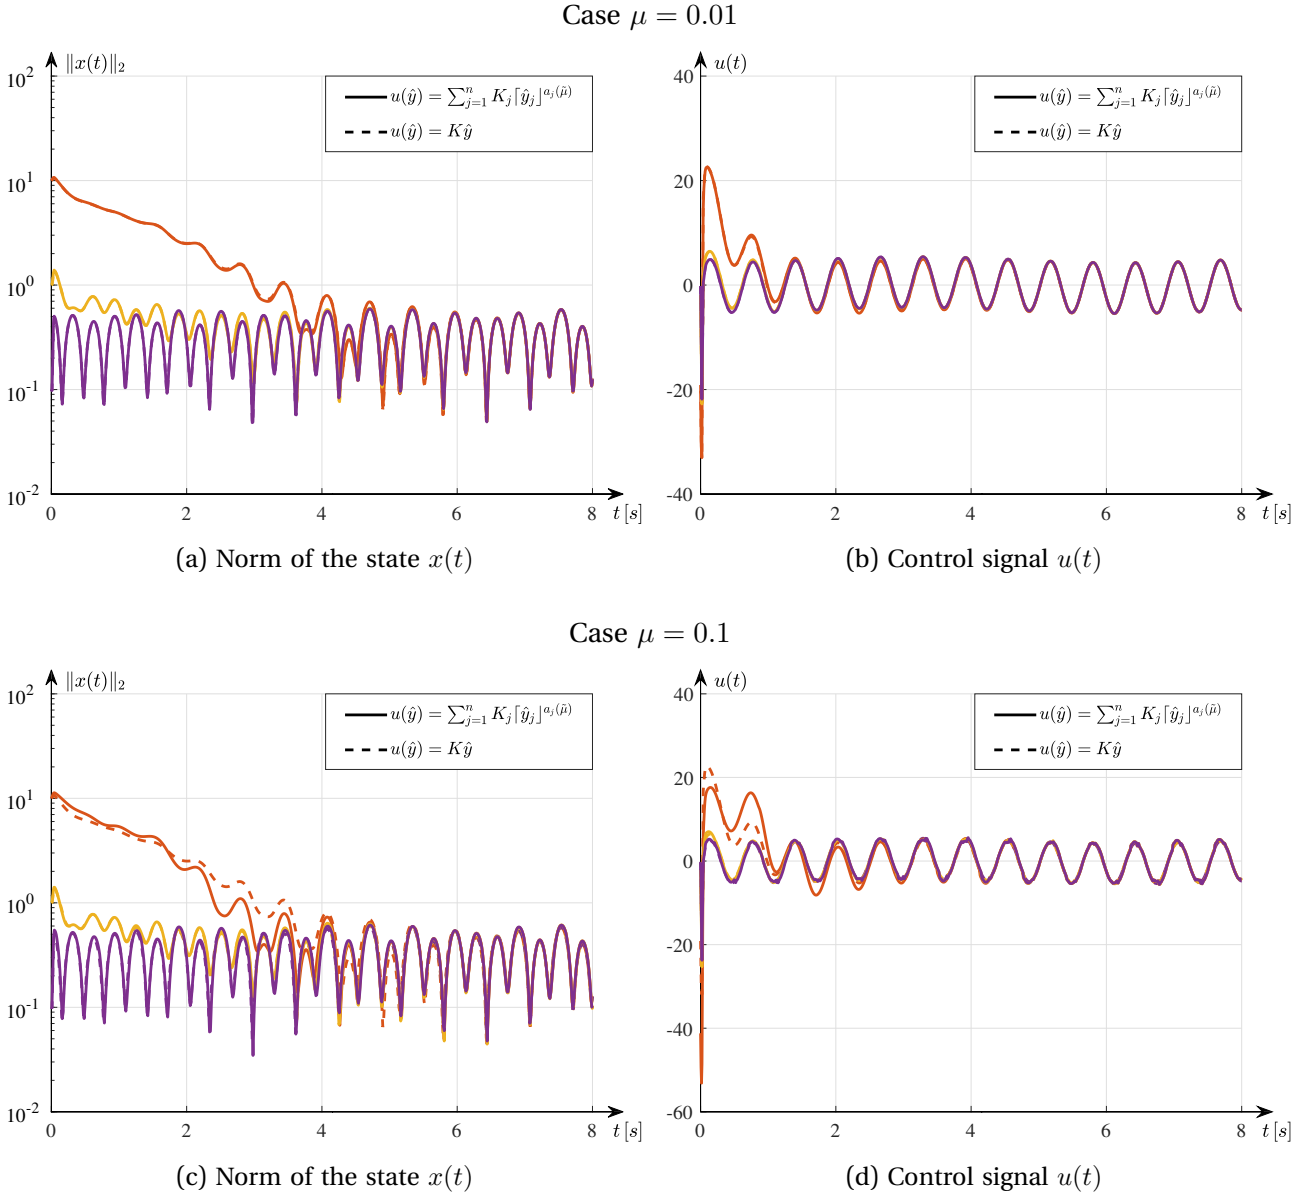 Case μ = 0.01
‖x(t)‖₂
10²
10¹
10⁰
10⁻¹
10⁻²
0 2 4 6 8
t [s]
u(ŷ) = ∑ⁿⱼ₌₁ Kⱼ⌈ŷⱼ⌋^{aⱼ(μ̃)}
u(ŷ) = Kŷ
(a) Norm of the state x(t)
u(t)
40
20
0
-20
-40
0 2 4 6 8
t [s]
u(ŷ) = ∑ⁿⱼ₌₁ Kⱼ⌈ŷⱼ⌋^{aⱼ(μ̃)}
u(ŷ) = Kŷ
(b) Control signal u(t)
Case μ = 0.1
‖x(t)‖₂
10²
10¹
10⁰
10⁻¹
10⁻²
0 2 4 6 8
t [s]
u(ŷ) = ∑ⁿⱼ₌₁ Kⱼ⌈ŷⱼ⌋^{aⱼ(μ̃)}
u(ŷ) = Kŷ
(c) Norm of the state x(t)
u(t)
40
20
0
-20
-40
-60
0 2 4 6 8
t [s]
u(ŷ) = ∑ⁿⱼ₌₁ Kⱼ⌈ŷⱼ⌋^{aⱼ(μ̃)}
u(ŷ) = Kŷ
(d) Control signal u(t)